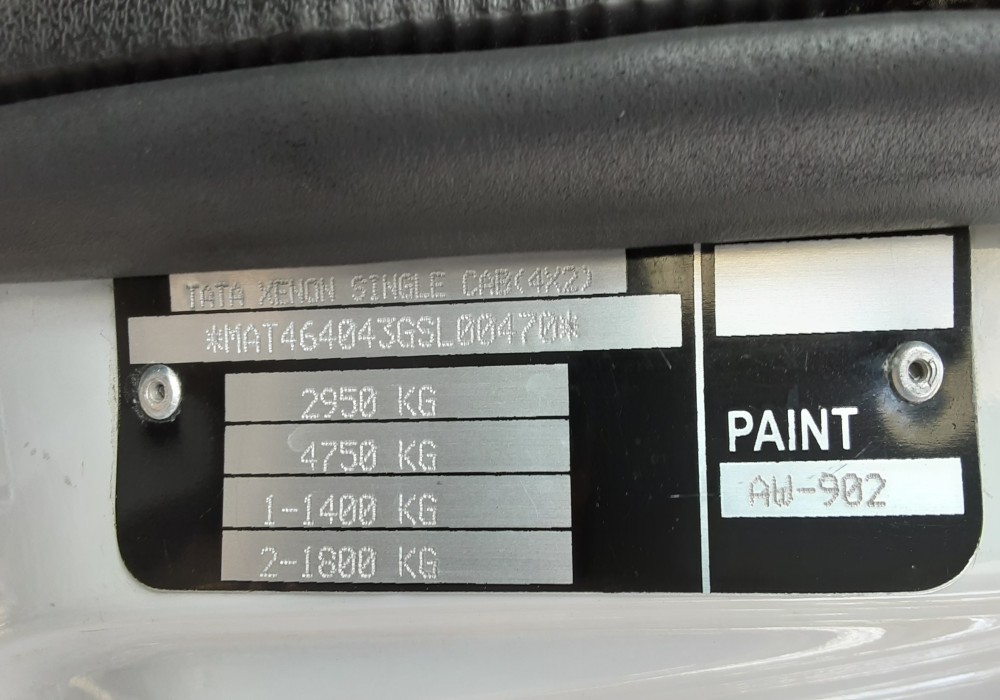 TATA XENON SINGLE CAB(4X2)
*MAT464043GSL00470*
2950 KG
4750 KG
1-1400 KG
2-1800 KG
PAINT
AW-902